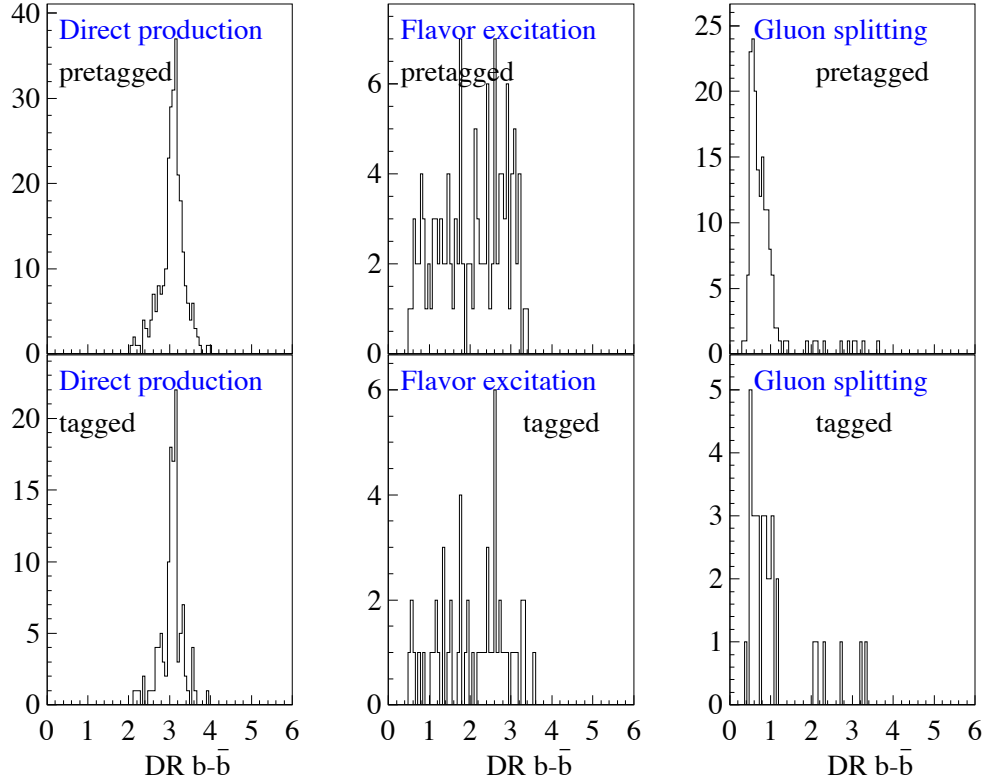 Direct production
pretagged
40
30
20
10
0
Flavor excitation
pretagged
6
4
2
0
Gluon splitting
pretagged
25
20
15
10
5
0
Direct production
tagged
20
15
10
5
0
0 1 2 3 4 5 6
DR b-b̄
Flavor excitation
tagged
6
4
2
0
0 1 2 3 4 5 6
DR b-b̄
Gluon splitting
tagged
5
4
3
2
1
0
0 1 2 3 4 5 6
DR b-b̄